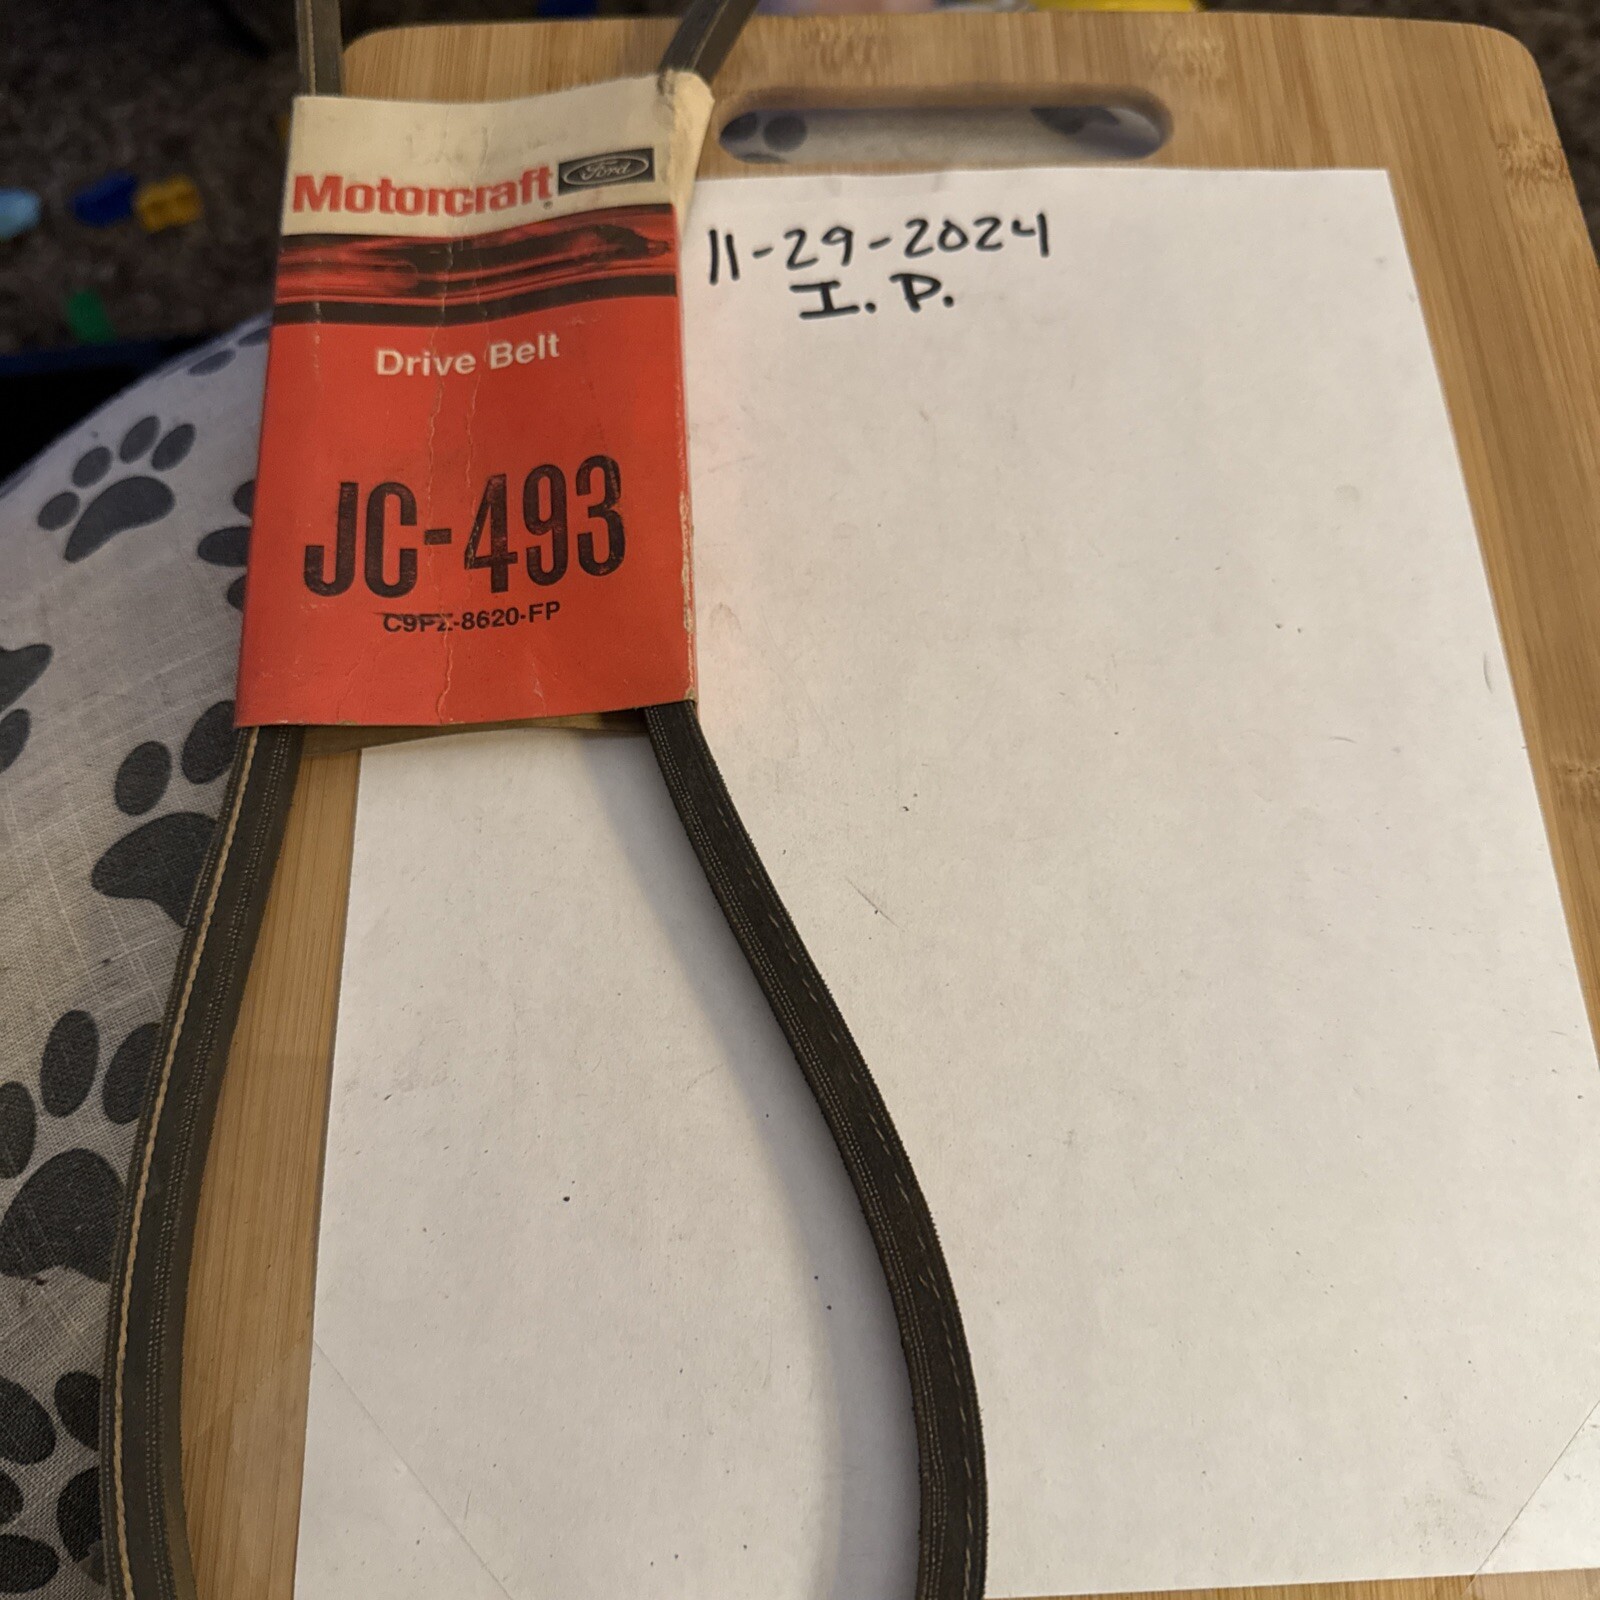 Motorcraft
Ford
Drive Belt
JC-493
C9PZ-8620-FP
11-29-2024
I. P.